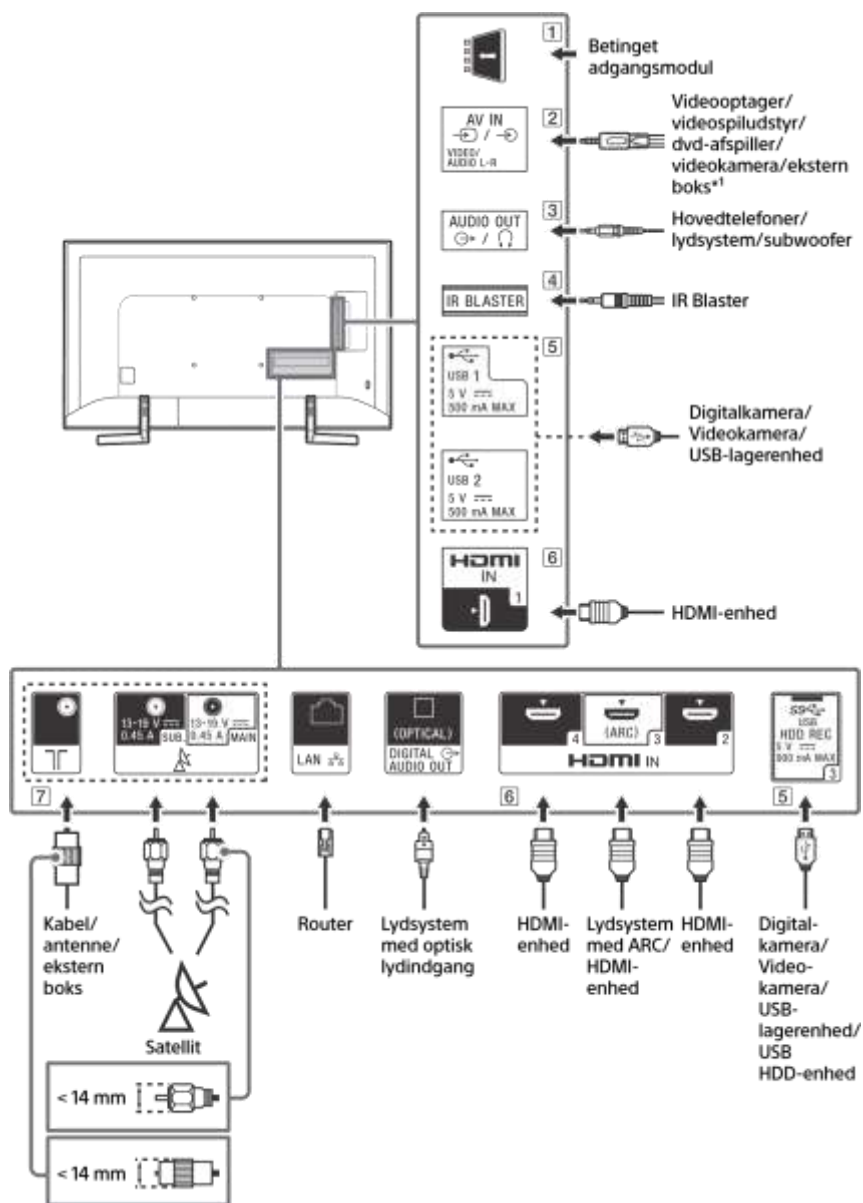 1
Betinget
adgangsmodul
AV IN
/
VIDEO/
AUDIO L-R
2
Videooptager/
videospiludstyr/
dvd-afspiller/
videokamera/ekstern
boks*1
AUDIO OUT
/
3
Hovedtelefoner/
lydsystem/subwoofer
4
IR BLASTER
IR Blaster
5
USB 1
5 V
500 mA MAX
Digitalkamera/
Videokamera/
USB-lagerenhed
USB 2
5 V
500 mA MAX
6
HDMI
IN
1
HDMI-enhed
13-19 V
0.45 A
SUB
13-19 V
0.45 A
MAIN
LAN
(OPTICAL)
DIGITAL
AUDIO OUT
4
(ARC)
3
2
HDMI IN
SS
USB
HDD REC
5 V
900 mA MAX
3
7
6
5
Kabel/
antenne/
ekstern
boks
Satellit
Router
Lydsystem
med optisk
lydindgang
HDMI-
enhed
Lydsystem
med ARC/
HDMI-
enhed
HDMI-
enhed
Digital-
kamera/
Video-
kamera/
USB-
lagerenhed/
USB
HDD-enhed
< 14 mm
< 14 mm